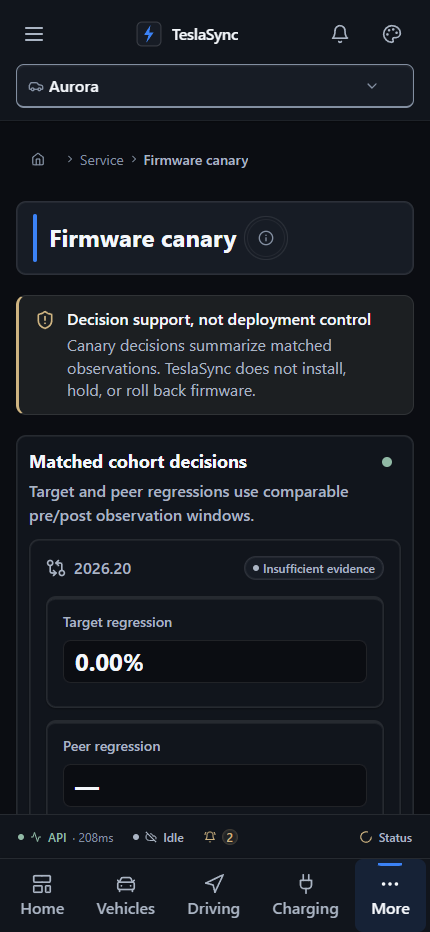 TeslaSync
Aurora
Service
Firmware canary
Firmware canary
Decision support, not deployment control
Canary decisions summarize matched
observations. TeslaSync does not install,
hold, or roll back firmware.
Matched cohort decisions
Target and peer regressions use comparable
pre/post observation windows.
2026.20
Insufficient evidence
Target regression
0.00%
Peer regression
—
API · 208ms
Idle
2
Status
Home
Vehicles
Driving
Charging
More